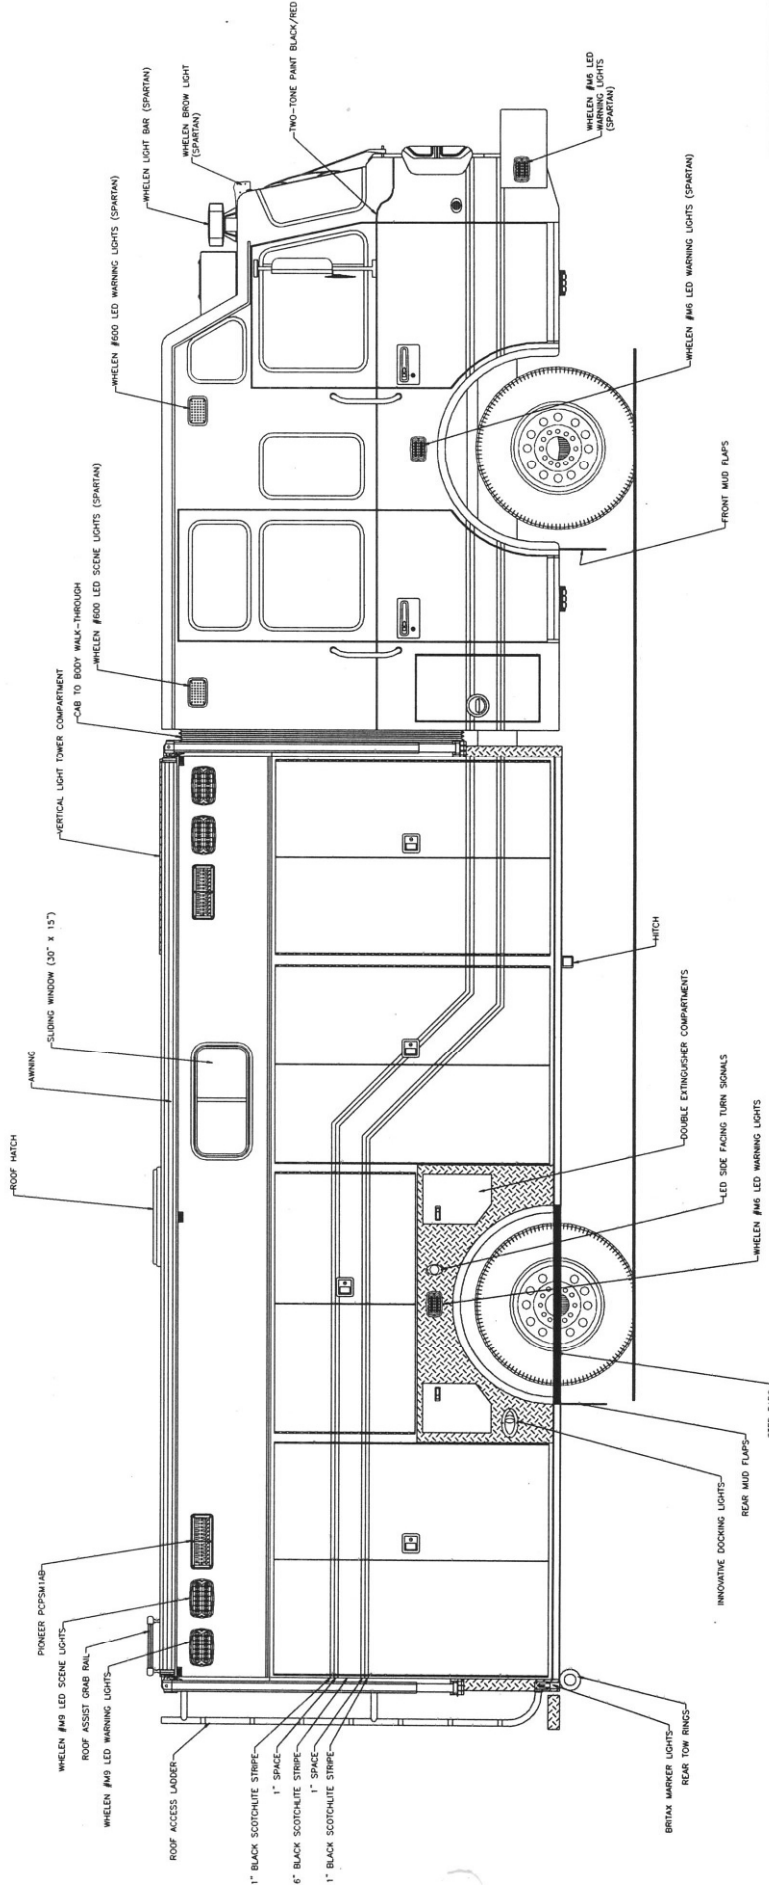 ROOF HATCH
AWNING
SLIDING WINDOW (30" X 15")
VERTICAL LIGHT TOWER COMPARTMENT
CAB TO BODY WALK-THROUGH
WHELEN #600 LED SCENE LIGHTS (SPARTAN)
WHELEN #600 LED WARNING LIGHTS (SPARTAN)
WHELEN LIGHT BAR (SPARTAN)
WHELEN BROW LIGHT
(SPARTAN)
TWO-TONE PAINT BLACK/RED
PIONEER PCPSM1AB
WHELEN #M9 LED SCENE LIGHTS
ROOF ASSIST GRAB RAIL
WHELEN #M9 LED WARNING LIGHTS
ROOF ACCESS LADDER
1" BLACK SCOTCHLITE STRIPE
1" SPACE
6" BLACK SCOTCHLITE STRIPE
1" SPACE
1" BLACK SCOTCHLITE STRIPE
BRITAX MARKER LIGHTS
REAR TOW RINGS
INNOVATIVE DOCKING LIGHTS
REAR MUD FLAPS
WHELEN #M6 LED WARNING LIGHTS
LED SIDE FACING TURN SIGNALS
DOUBLE EXTINGUISHER COMPARTMENTS
HITCH
FRONT MUD FLAPS
WHELEN #M6 LED WARNING LIGHTS (SPARTAN)
WHELEN #M6 LED
WARNING LIGHTS
(SPARTAN)